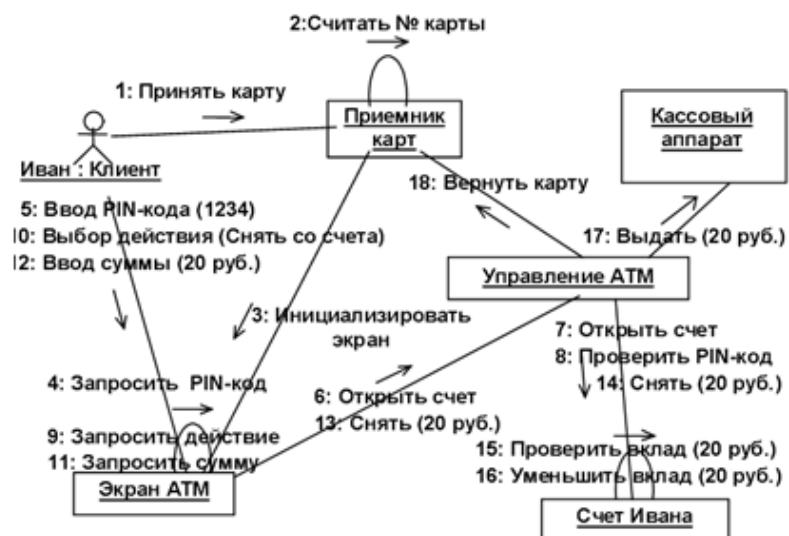 2:Считать № карты
1: Принять карту
Приемник
карт
Кассовый
аппарат
Иван : Клиент
18: Вернуть карту
5: Ввод PIN-кода (1234)
10: Выбор действия (Снять со счета)
12: Ввод суммы (20 руб.)
17: Выдать (20 руб.)
Управление АТМ
3: Инициализировать
экран
7: Открыть счет
8: Проверить PIN-код
14: Снять (20 руб.)
4: Запросить PIN-код
6: Открыть счет
13: Снять (20 руб.)
9: Запросить действие
11: Запросить сумму
15: Проверить вклад (20 руб.)
16: Уменьшить вклад (20 руб.)
Экран АТМ
Счет Ивана